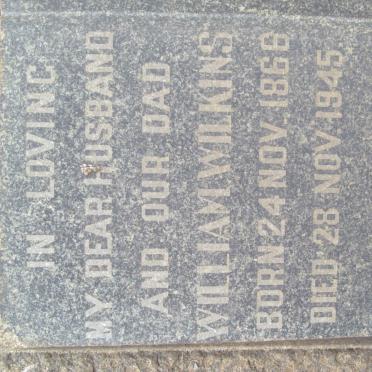 IN LOVING
MY DEAR HUSBAND
AND OUR DAD
WILLIAM WILKINS
BORN 24 NOV. 1866
DIED 28 NOV 1945